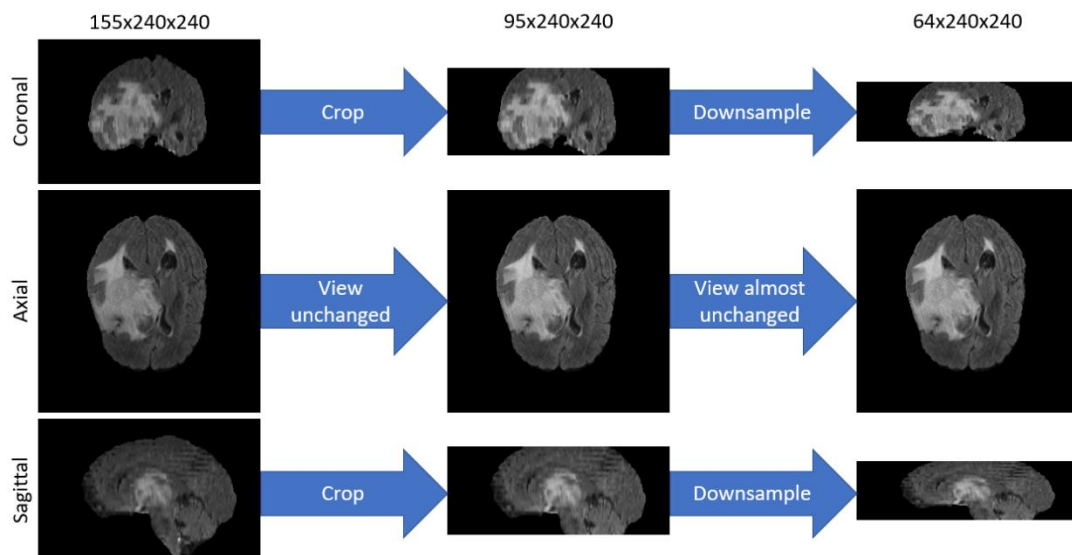 155x240x240
95x240x240
64x240x240
Coronal
Crop
Downsample
Axial
View
unchanged
View almost
unchanged
Sagittal
Crop
Downsample